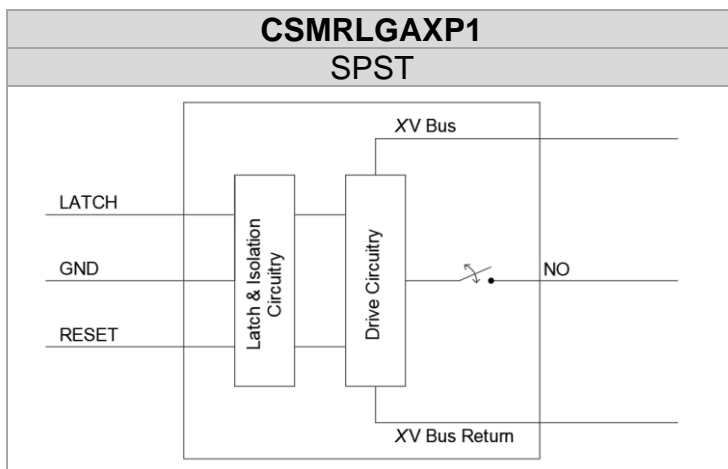 CSMRLGAXP1
SPST
XV Bus
LATCH
GND
RESET
Latch & Isolation
Circuitry
Drive Circuitry
NO
XV Bus Return